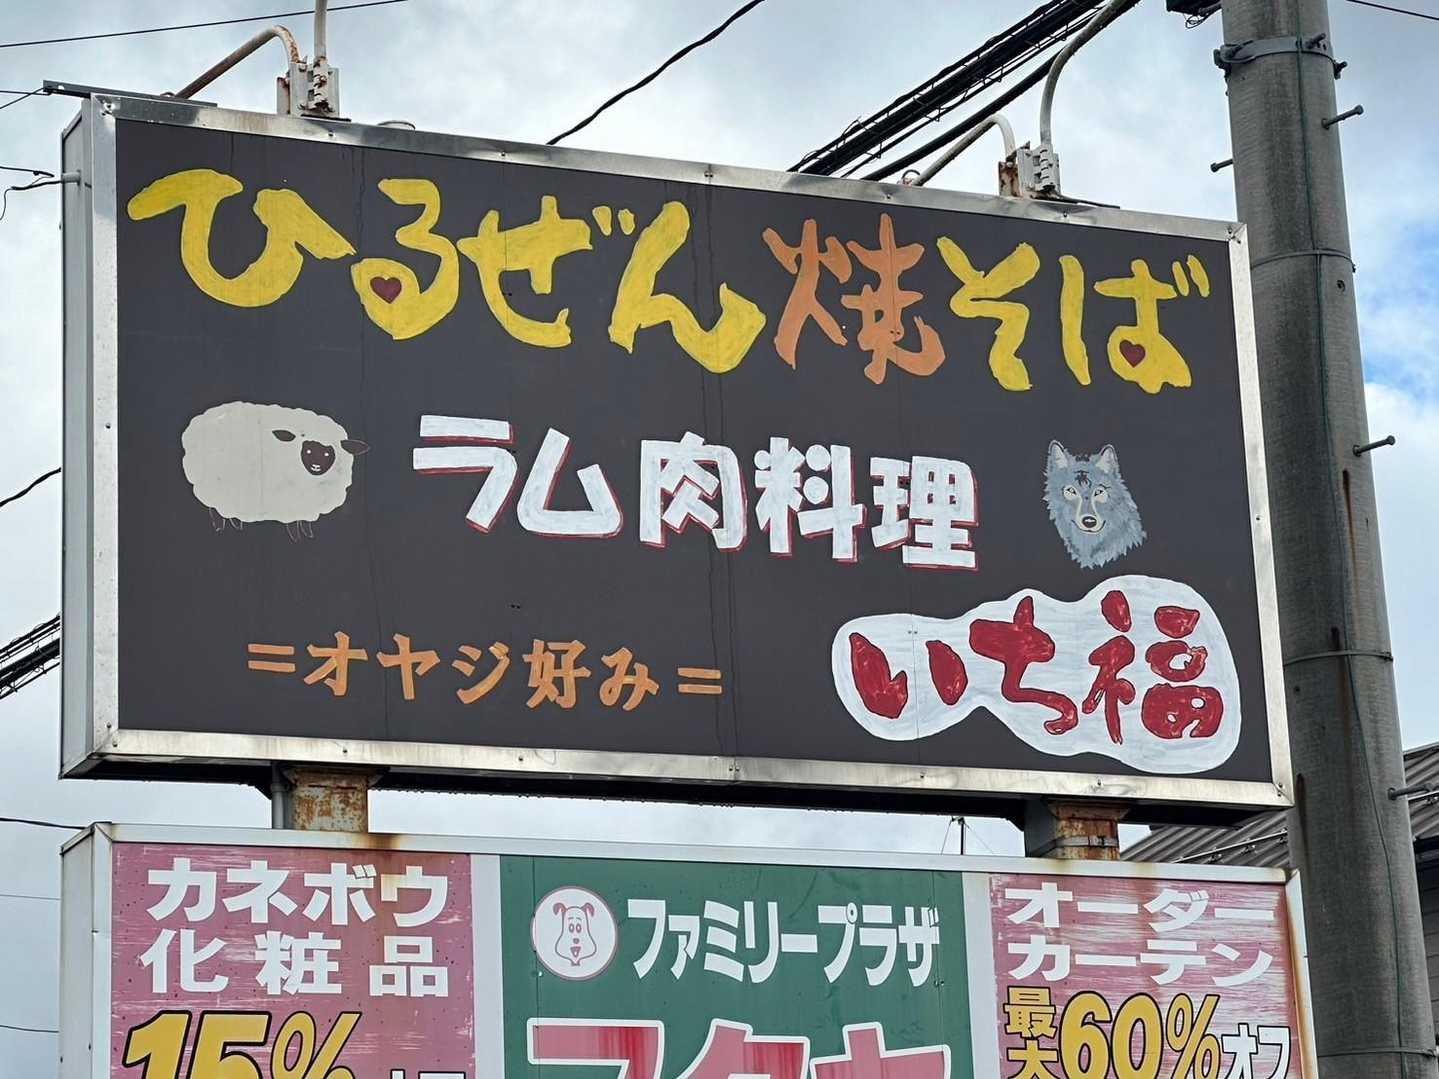 ひるぜん焼そば
ラム肉料理
=オヤジ好み=
いち福
カネボウ
化粧品
15%
ファミリープラザ
オーダー
カーテン
最大60%オフ